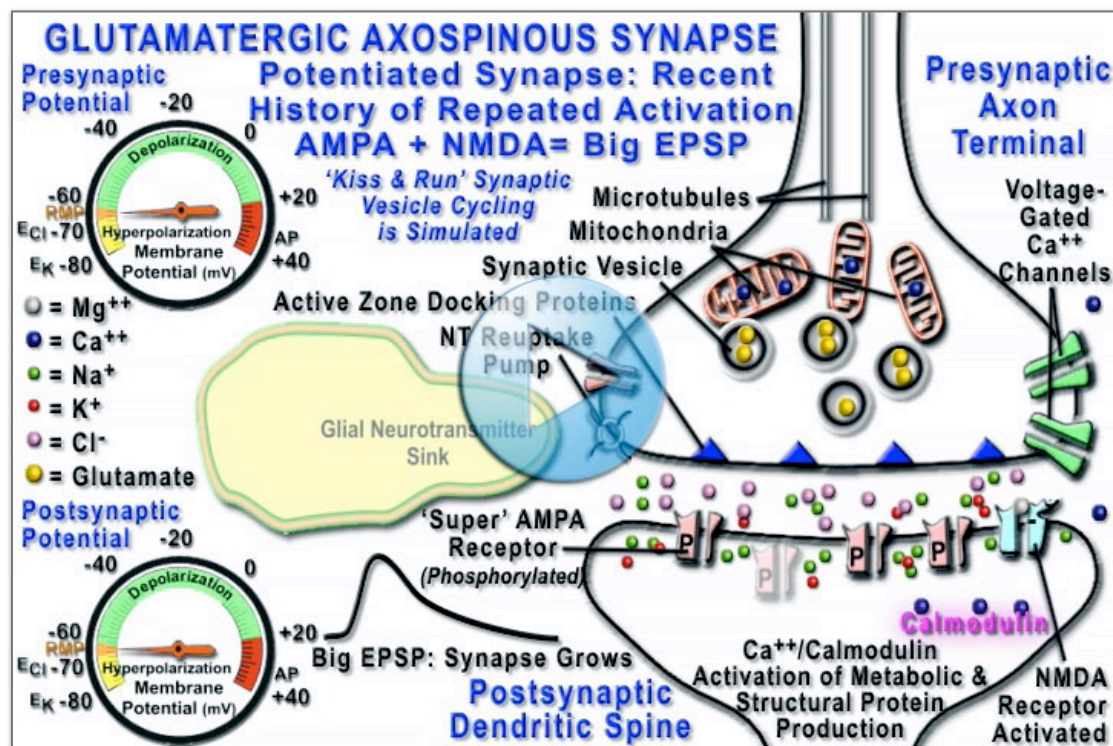 GLUTAMATERGIC AXOSPINOUS SYNAPSE
Potentiated Synapse: Recent
History of Repeated Activation
AMPA + NMDA= Big EPSP
'Kiss & Run' Synaptic
Vesicle Cycling
is Simulated
Presynaptic
Potential
-20
-40
0
Depolarization
-60
+20
RMP
ECl -70
Hyperpolarization
AP
Membrane
EK -80
Potential (mV)
+40
Presynaptic
Axon
Terminal
Microtubules
Mitochondria
Synaptic Vesicle
Active Zone Docking Proteins
NT Reuptake
Pump
Voltage-
Gated
Ca++
Channels
= Mg++
= Ca++
= Na+
= K+
= Cl-
= Glutamate
Glial Neurotransmitter
Sink
Postsynaptic
Potential
-20
-40
0
Depolarization
-60
+20
RMP
ECl -70
Hyperpolarization
AP
Membrane
EK -80
Potential (mV)
+40
'Super' AMPA
Receptor
(Phosphorylated)
P
P
P
P
Calmodulin
Big EPSP: Synapse Grows
Postsynaptic
Dendritic Spine
Ca++/Calmodulin
Activation of Metabolic &
Structural Protein
Production
NMDA
Receptor
Activated